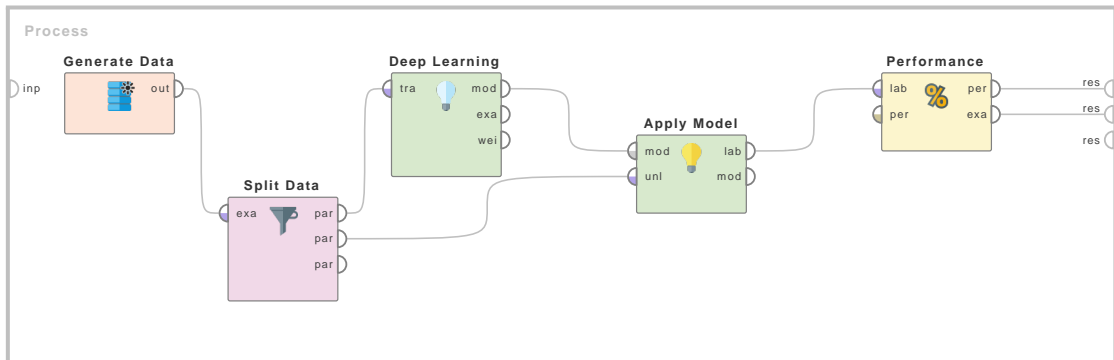 Process
inp
Generate Data
out
Split Data
exa par
par
par
Deep Learning
tra mod
exa
wei
Apply Model
mod lab
unl mod
Performance
% 
lab per
per exa
res
res
res